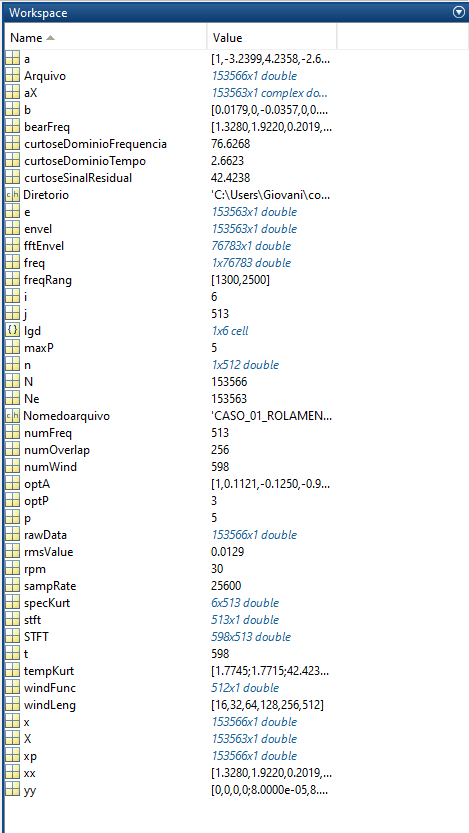 Workspace
Name Value
a [1,-3.2399,4.2358,-2.6...
Arquivo 153566x1 double
aX 153563x1 complex do...
b [0.0179,0,-0.0357,0,0....
bearFreq [1.3280,1.9220,0.2019,...
curtoseDominioFrequencia 76.6268
curtoseDominioTempo 2.6623
curtoseSinalResidual 42.4238
Diretorio 'C:\Users\Giovani\co...
e 153563x1 double
envel 153563x1 double
fftEnvel 76783x1 double
freq 1x76783 double
freqRang [1300,2500]
i 6
j 513
lgd 1x6 cell
maxP 5
n 1x512 double
N 153566
Ne 153563
Nomedoarquivo 'CASO_01_ROLAMEN...
numFreq 513
numOverlap 256
numWind 598
optA [1,0.1121,-0.1250,-0.9...
optP 3
p 5
rawData 153566x1 double
rmsValue 0.0129
rpm 30
sampRate 25600
specKurt 6x513 double
stft 513x1 double
STFT 598x513 double
t 598
tempKurt [1.7745;1.7715;42.423...
windFunc 512x1 double
windLeng [16,32,64,128,256,512]
x 153566x1 double
X 153563x1 double
xp 153566x1 double
xx [1.3280,1.9220,0.2019,...
yy [0,0,0,0;8.0000e-05,8....